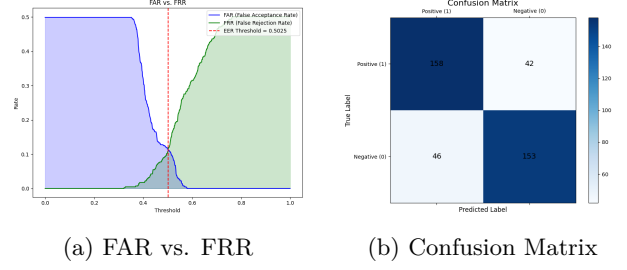 FAR vs. FRR
FAR (False Acceptance Rate)
FRR (False Rejection Rate)
EER Threshold = 0.5025
Rate
0.5
0.4
0.3
0.2
0.1
0.0
0.0 0.2 0.4 0.6 0.8 1.0
Threshold
(a) FAR vs. FRR
Confusion Matrix
Positive (1) Negative (0)
True Label
Positive (1) 158 42
Negative (0) 46 153
Predicted Label
140
120
100
80
60
(b) Confusion Matrix